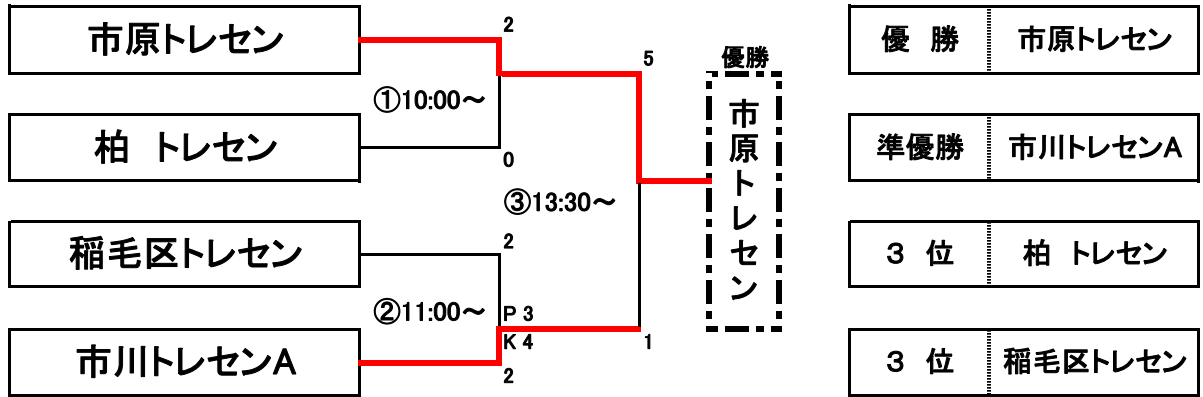 市原トレセン
柏　トレセン
稲毛区トレセン
市川トレセンA
2
①10:00～
0
2
②11:00～
P 3
K 4
2
5
③13:30～
1
優勝
市原トレセン
優　勝 市原トレセン
準優勝 市川トレセンA
３　位 柏　トレセン
３　位 稲毛区トレセン